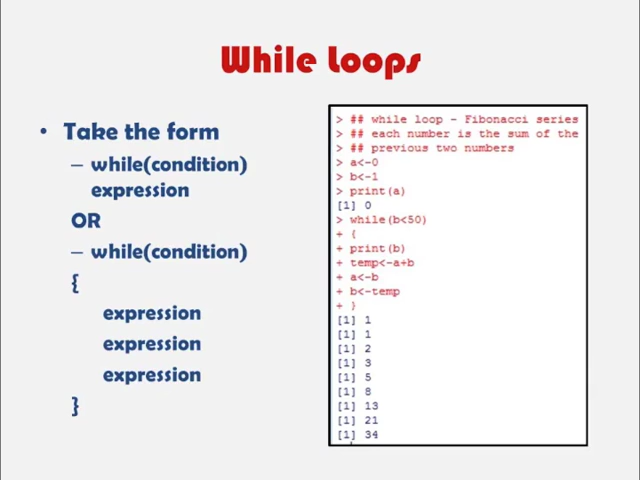 While Loops
• Take the form
– while(condition)
expression
OR
– while(condition)
{
expression
expression
expression
}
> ## while loop - Fibonacci series
> ## each number is the sum of the
> ## previous two numbers
> a<-0
> b<-1
> print(a)
[1] 0
> while(b<50)
+ {
+ print(b)
+ temp<-a+b
+ a<-b
+ b<-temp
+ }
[1] 1
[1] 1
[1] 2
[1] 3
[1] 5
[1] 8
[1] 13
[1] 21
[1] 34